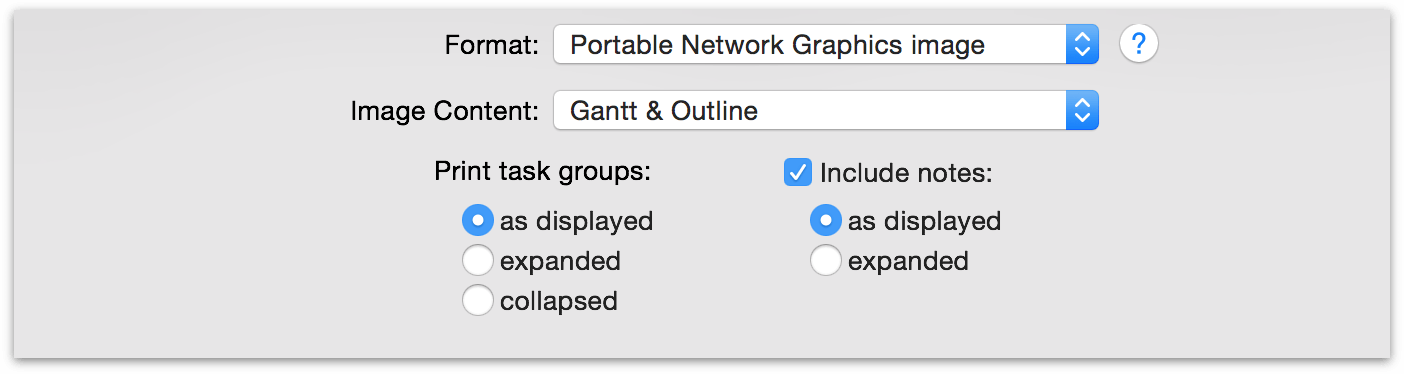 Format: Portable Network Graphics image ?
Image Content: Gantt & Outline
Print task groups: Include notes:
as displayed as displayed
expanded expanded
collapsed